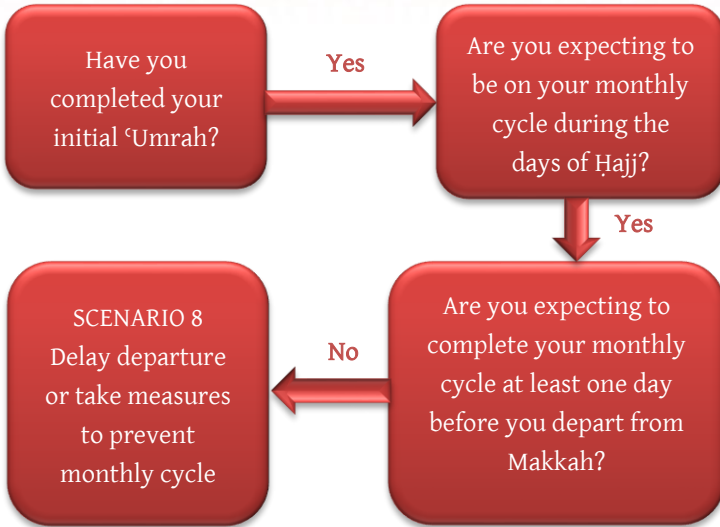 Have you
completed your
initial ʿUmrah?
Yes
Are you expecting to
be on your monthly
cycle during the
days of Ḥajj?
Yes
Are you expecting to
complete your monthly
cycle at least one day
before you depart from
Makkah?
No
SCENARIO 8
Delay departure
or take measures
to prevent
monthly cycle